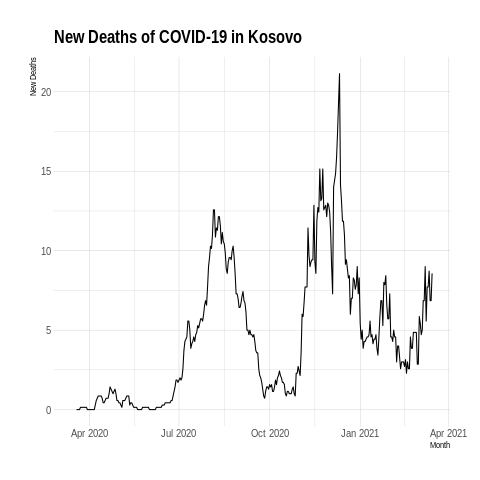 New Deaths of COVID-19 in Kosovo
New Deaths
20
15
10
5
0
Apr 2020
Jul 2020
Oct 2020
Jan 2021
Apr 2021
Month